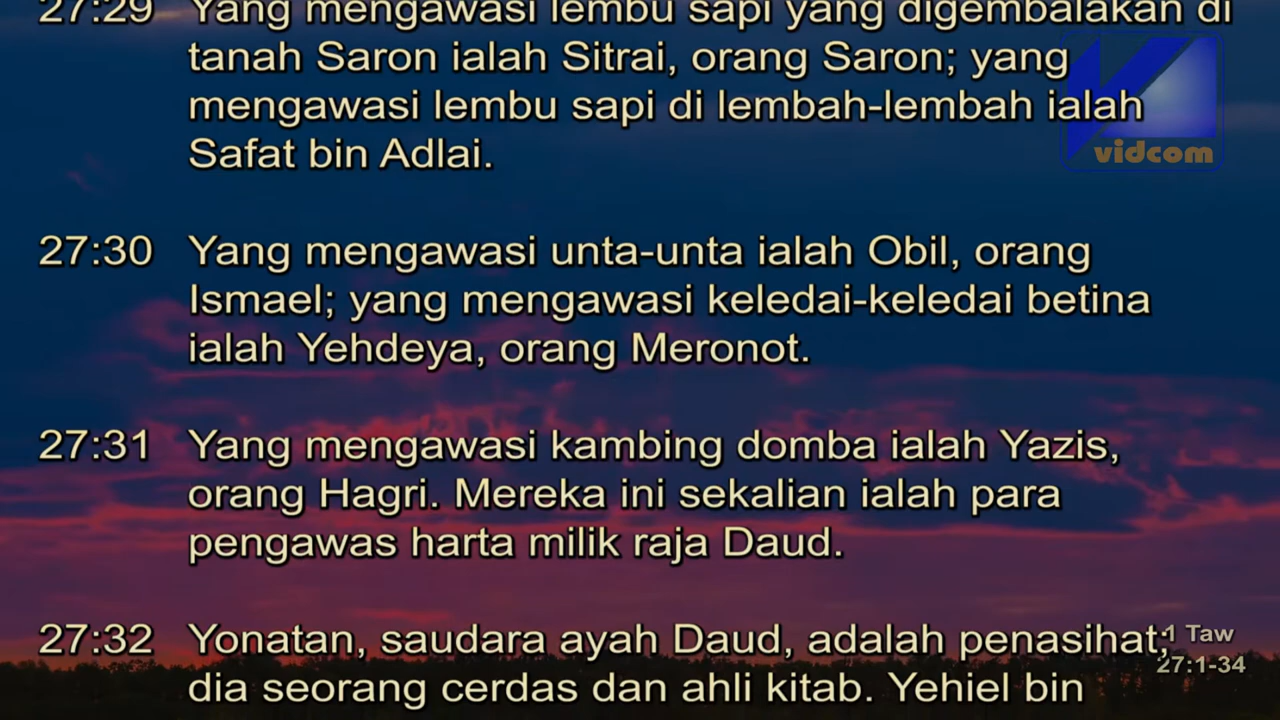 27:29 Yang mengawasi lembu sapi yang digembalakan di
tanah Saron ialah Sitrai, orang Saron; yang
mengawasi lembu sapi di lembah-lembah ialah
Safat bin Adlai.
vidcom
27:30 Yang mengawasi unta-unta ialah Obil, orang
Ismael; yang mengawasi keledai-keledai betina
ialah Yehdeya, orang Meronot.
27:31 Yang mengawasi kambing domba ialah Yazis,
orang Hagri. Mereka ini sekalian ialah para
pengawas harta milik raja Daud.
27:32 Yonatan, saudara ayah Daud, adalah penasihat;
dia seorang cerdas dan ahli kitab. Yehiel bin
1 Taw
27:1-34